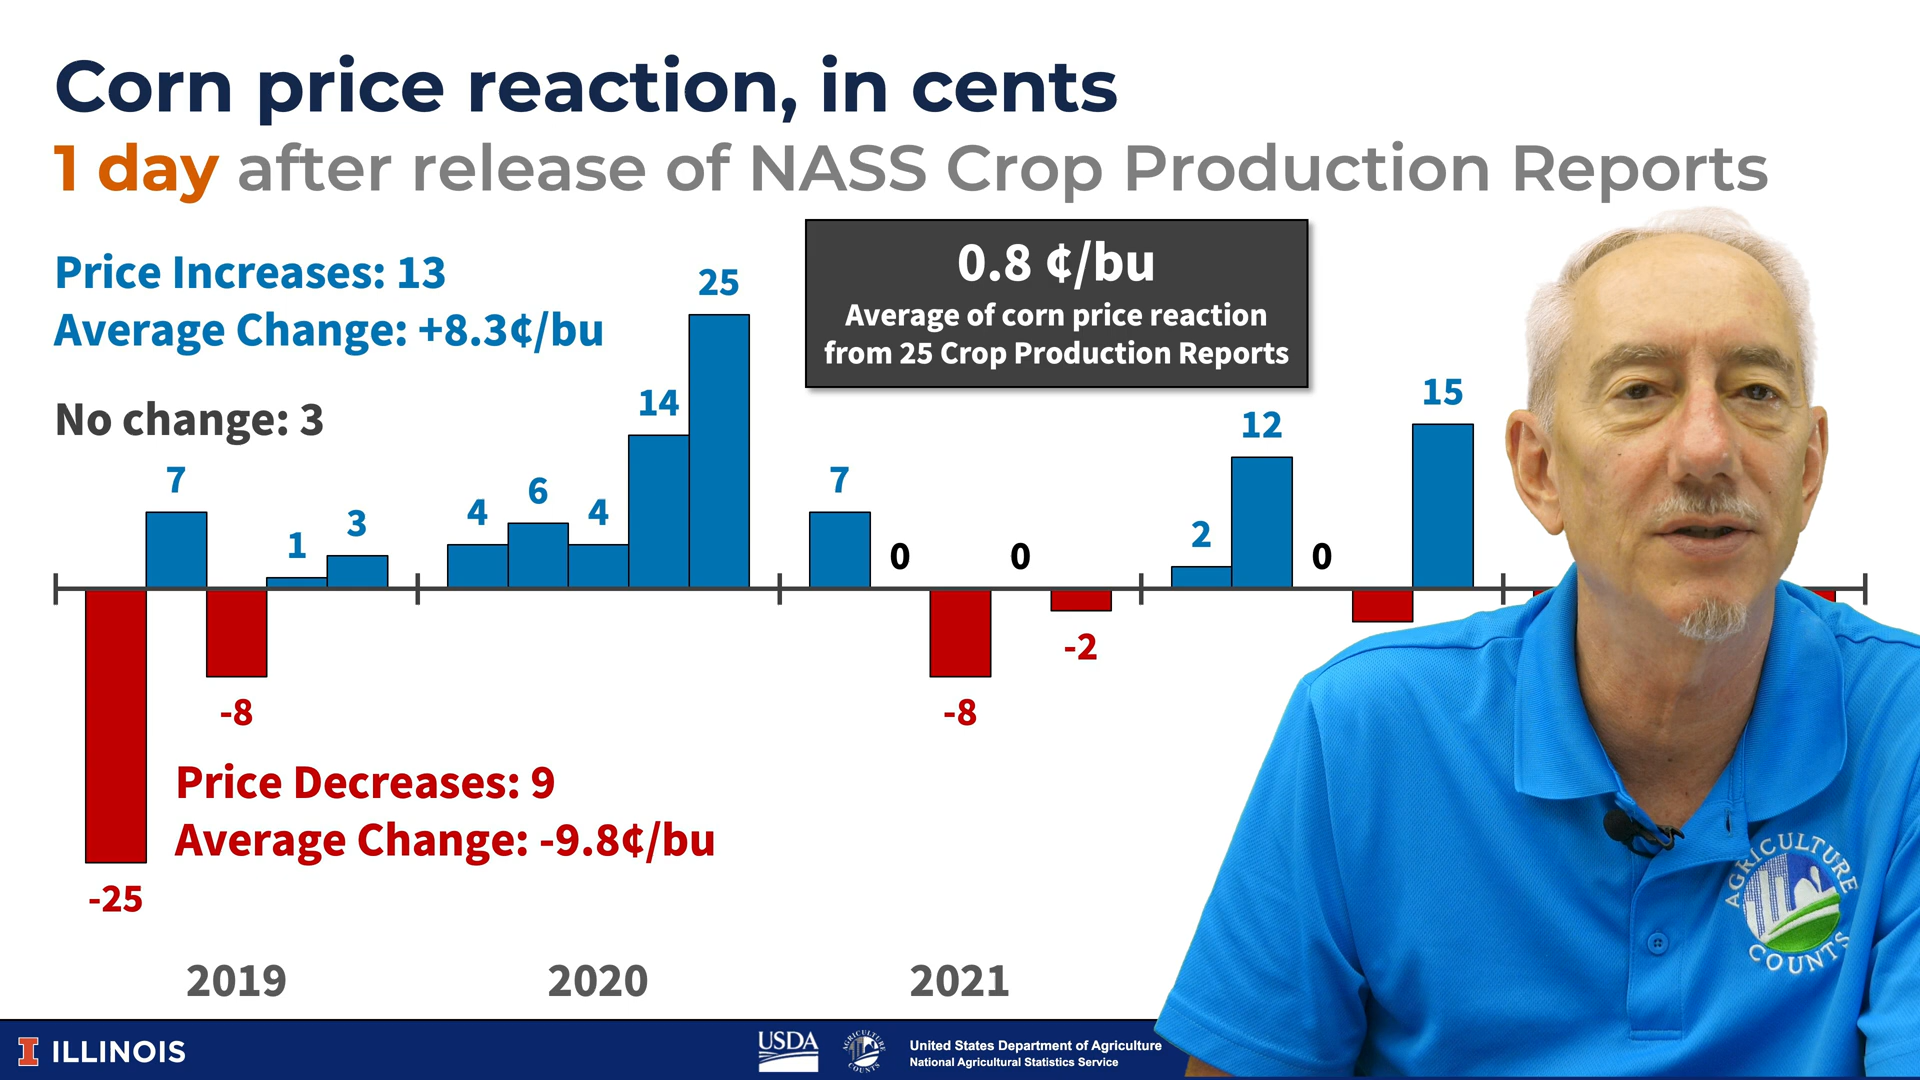 Corn price reaction, in cents
1 day after release of NASS Crop Production Reports
Price Increases: 13
Average Change: +8.3¢/bu
No change: 3
0.8 ¢/bu
Average of corn price reaction
from 25 Crop Production Reports
-25
7
-8
1
3
4
6
4
14
25
7
0
-8
0
-2
2
12
0
15
Price Decreases: 9
Average Change: -9.8¢/bu
2019
2020
2021
ILLINOIS
USDA
AGRICULTURE
COUNTS
United States Department of Agriculture
National Agricultural Statistics Service
AGRICULTURE
COUNTS